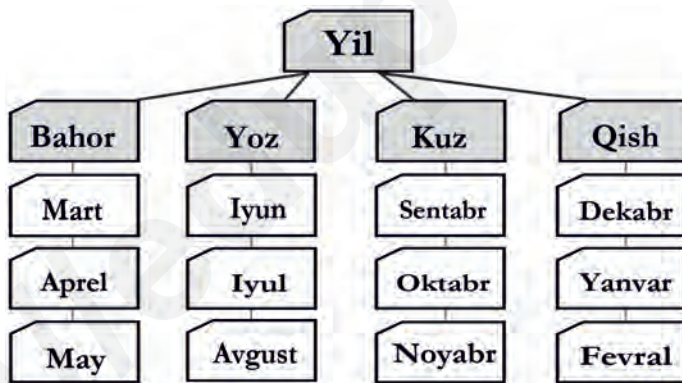 Yil
Bahor Yoz Kuz Qish
Mart Iyun Sentabr Dekabr
Aprel Iyul Oktabr Yanvar
May Avgust Noyabr Fevral